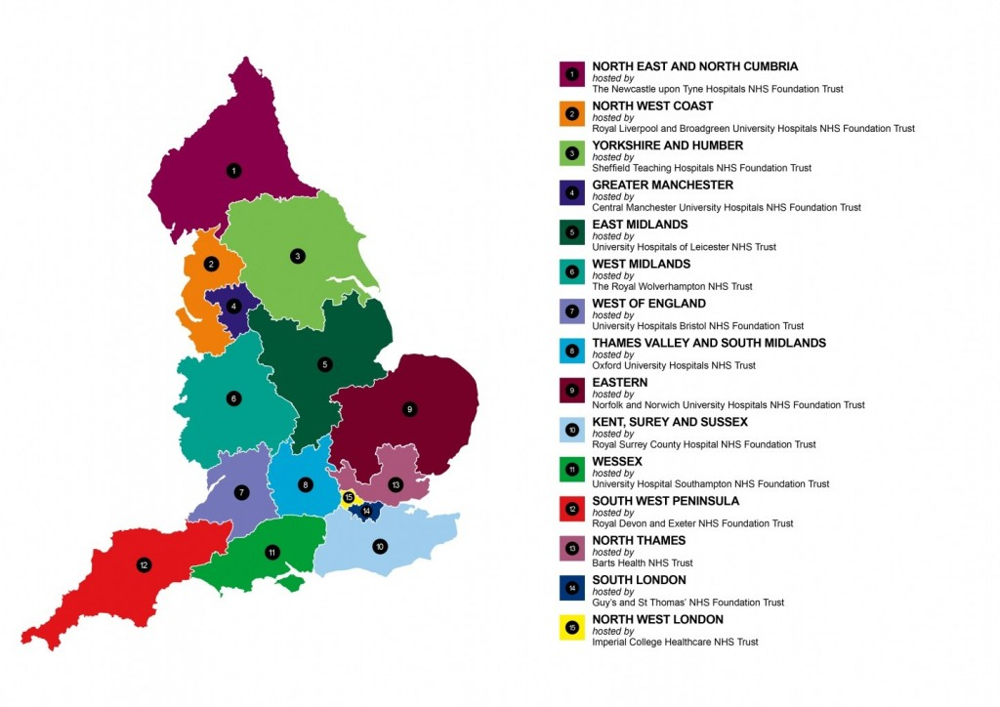 1
NORTH EAST AND NORTH CUMBRIA
hosted by
The Newcastle upon Tyne Hospitals NHS Foundation Trust
2
NORTH WEST COAST
hosted by
Royal Liverpool and Broadgreen University Hospitals NHS Foundation Trust
3
YORKSHIRE AND HUMBER
hosted by
Sheffield Teaching Hospitals NHS Foundation Trust
4
GREATER MANCHESTER
hosted by
Central Manchester University Hospitals NHS Foundation Trust
5
EAST MIDLANDS
hosted by
University Hospitals of Leicester NHS Trust
6
WEST MIDLANDS
hosted by
The Royal Wolverhampton NHS Trust
7
WEST OF ENGLAND
hosted by
University Hospitals Bristol NHS Foundation Trust
8
THAMES VALLEY AND SOUTH MIDLANDS
hosted by
Oxford University Hospitals NHS Trust
9
EASTERN
hosted by
Norfolk and Norwich University Hospitals NHS Foundation Trust
10
KENT, SUREY AND SUSSEX
hosted by
Royal Surrey County Hospital NHS Foundation Trust
11
WESSEX
hosted by
University Hospital Southampton NHS Foundation Trust
12
SOUTH WEST PENINSULA
hosted by
Royal Devon and Exeter NHS Foundation Trust
13
NORTH THAMES
hosted by
Barts Health NHS Trust
14
SOUTH LONDON
hosted by
Guy's and St Thomas' NHS Foundation Trust
15
NORTH WEST LONDON
hosted by
Imperial College Healthcare NHS Trust
1
2
3
4
5
6
9
7
8
13
15
14
10
11
12